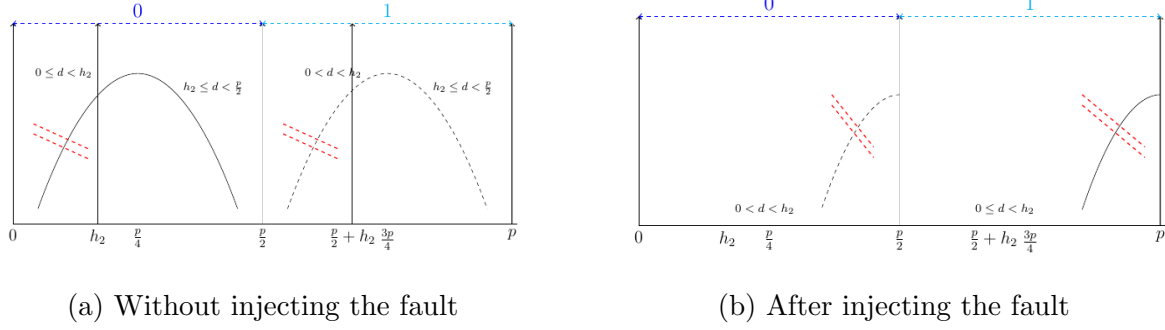 0 1
0 ≤ d < h₂ h₂ ≤ d < p/2 0 < d < h₂ h₂ ≤ d < p/2
0 h₂ p/4 p/2 p/2 + h₂ 3p/4 p
(a) Without injecting the fault
0 1
0 < d < h₂ 0 ≤ d < h₂
0 h₂ p/4 p/2 p/2 + h₂ 3p/4 p
(b) After injecting the fault